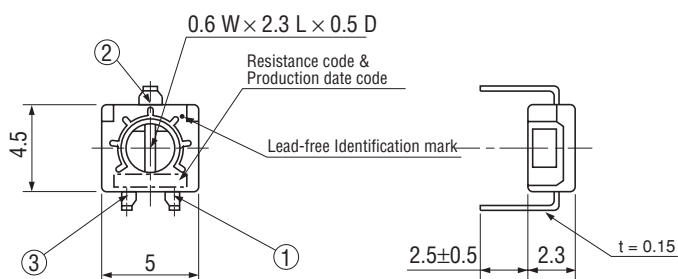 0.6 W × 2.3 L × 0.5 D
②
Resistance code &
Production date code
Lead-free Identification mark
4.5
③
5
①
2.5±0.5
2.3
t = 0.15